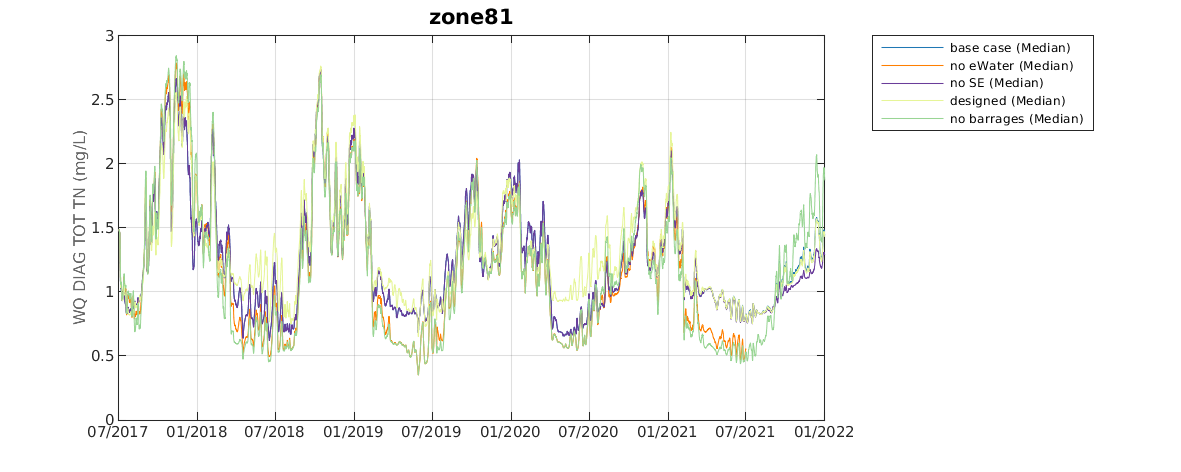 zone81
WQ DIAG TOT TN (mg/L)
3
2.5
2
1.5
1
0.5
0
07/2017 01/2018 07/2018 01/2019 07/2019 01/2020 07/2020 01/2021 07/2021 01/2022
base case (Median)
no eWater (Median)
no SE (Median)
designed (Median)
no barrages (Median)